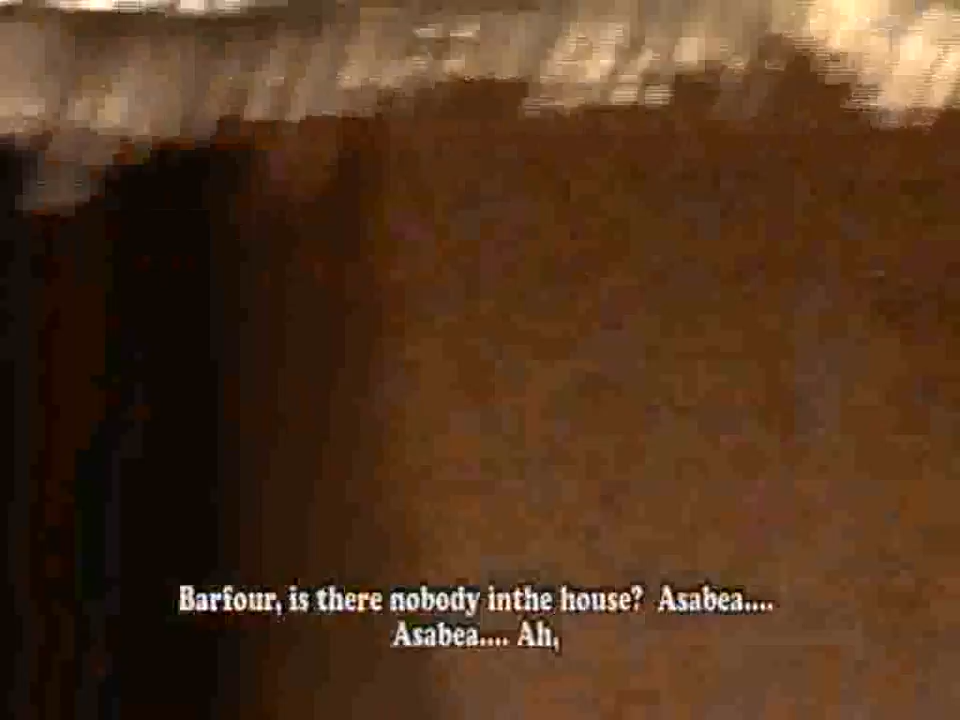 Barfour, is there nobody inthe house?  Asabea....
Asabea.... Ah,